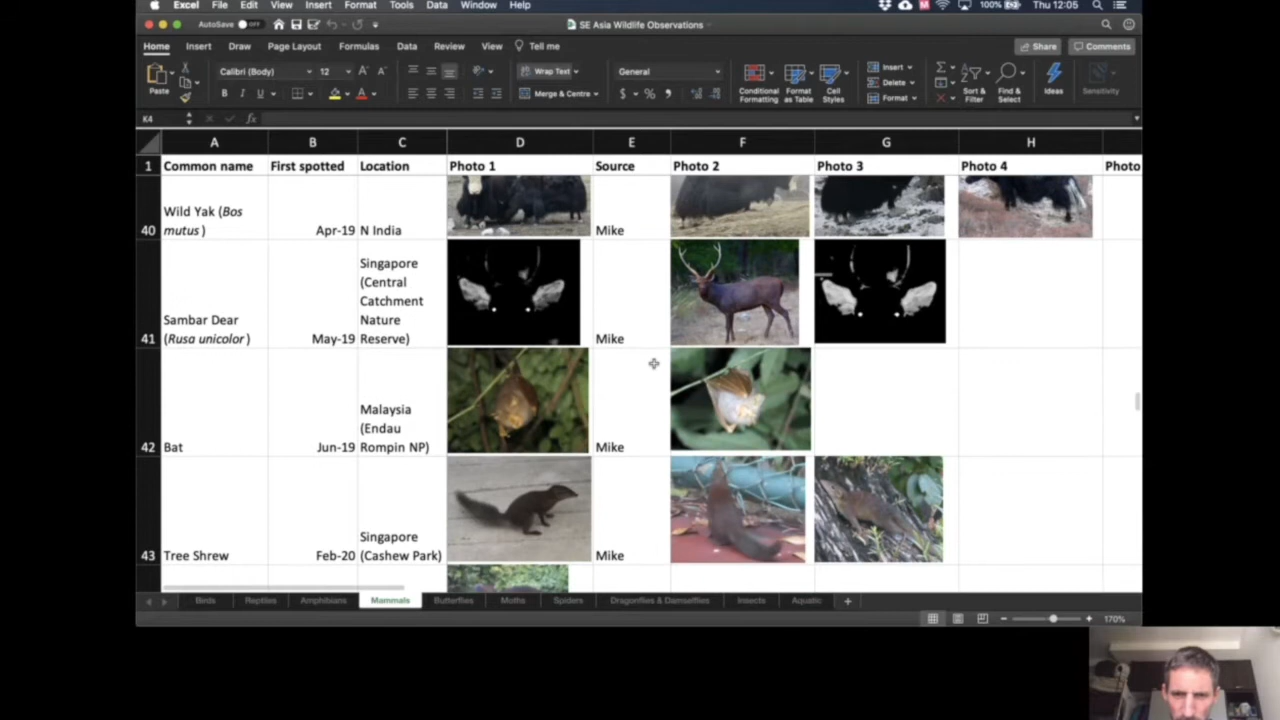 Excel File Edit View Insert Format Tools Data Window Help 100% Thu 12:05
AutoSave OFF SE Asia Wildlife Observations
Home Insert Draw Page Layout Formulas Data Review View Tell me Share Comments
Paste Calibri (Body) 12 Wrap Text General Conditional Formatting Format as Table Cell Styles Insert Sort & Filter Find & Select Ideas Sensitivity
Delete
B U A Merge & Centre $ % Format
K4 fx
A B C D E F G H
1 Common name First spotted Location Photo 1 Source Photo 2 Photo 3 Photo 4 Photo
40 Wild Yak (Bos
mutus) Apr-19 N India Mike
Singapore
(Central
Catchment
Nature
Reserve)
41 Sambar Dear
(Rusa unicolor) May-19 Mike
Malaysia
(Endau
Rompin NP)
42 Bat Jun-19 Mike
Singapore
(Cashew Park)
43 Tree Shrew Feb-20 Mike
Birds Reptiles Amphibians Mammals Butterflies Moths Spiders Dragonflies & Damselflies Insects Aquatic +
170%